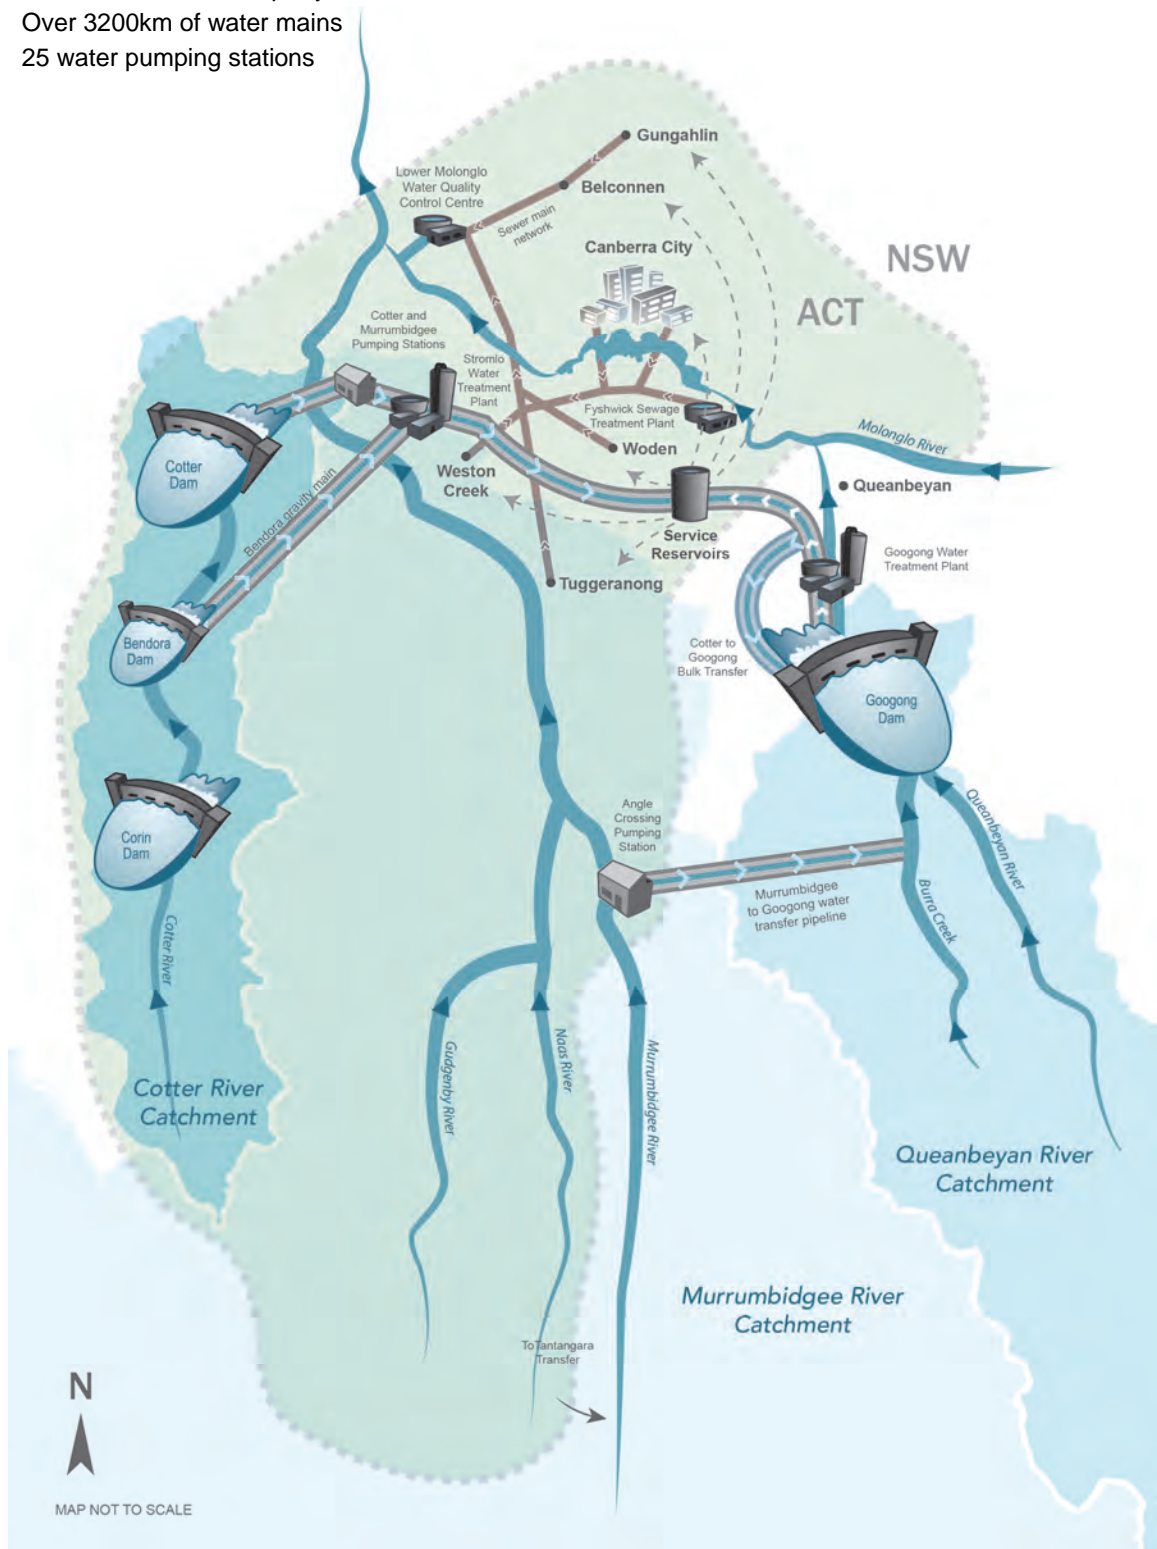 Over 3200km of water mains
25 water pumping stations
Gungahlin
Lower Molonglo
Water Quality
Control Centre
Belconnen
Sewer main
network
Canberra City
NSW
ACT
Cotter and
Murrumbidgee
Pumping Stations
Stromlo
Water
Treatment
Plant
Fyshwick Sewage
Treatment Plant
Molonglo River
Woden
Weston
Creek
Cotter
Dam
Bendora gravity main
Queanbeyan
Service
Reservoirs
Googong Water
Treatment Plant
Tuggeranong
Bendora
Dam
Cotter to
Googong
Bulk Transfer
Googong
Dam
Corin
Dam
Angle
Crossing
Pumping
Station
Queanbeyan River
Murrumbidgee
to Googong water
transfer pipeline
Burra Creek
Cotter River
Gudgenby River
Naas River
Murrumbidgee River
Cotter River
Catchment
Queanbeyan River
Catchment
Murrumbidgee River
Catchment
ToTantangara
Transfer
N
MAP NOT TO SCALE